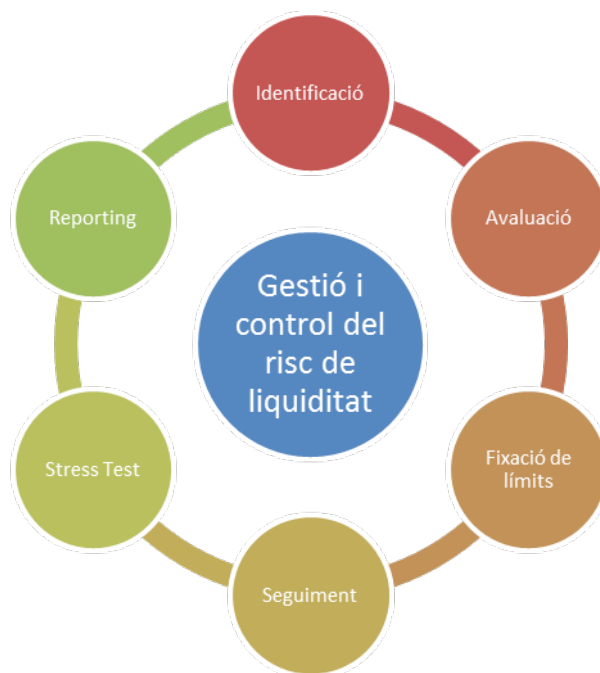 Identificació
Avaluació
Fixació de
límits
Seguiment
Stress Test
Reporting
Gestió i
control del
risc de
liquiditat